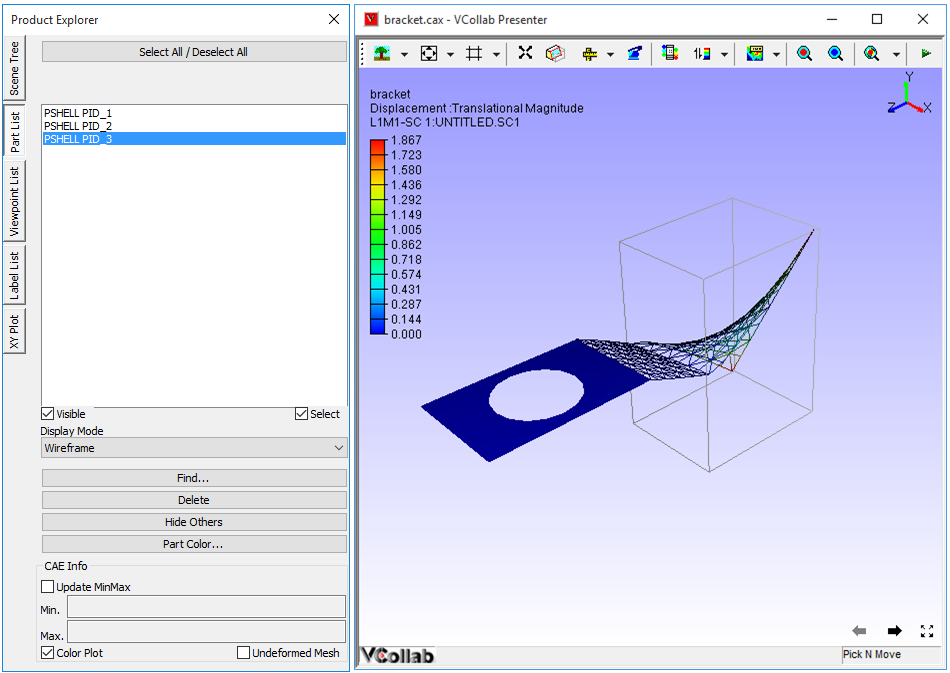 Product Explorer
Select All / Deselect All
Scene Tree
Part List
Viewpoint List
Label List
XY Plot
PSHELL PID_1
PSHELL PID_2
PSHELL PID_3
Visible
Select
Display Mode
Wireframe
Find...
Delete
Hide Others
Part Color...
CAE Info
Update MinMax
Min.
Max.
Color Plot
Undeformed Mesh
V
bracket.cax - VCollab Presenter
bracket
Displacement :Translational Magnitude
L1M1-SC 1:UNTITLED.SC1
1.867
1.723
1.580
1.436
1.292
1.149
1.005
0.862
0.718
0.574
0.431
0.287
0.144
0.000
Y
Z
X
VCollab
Pick N Move